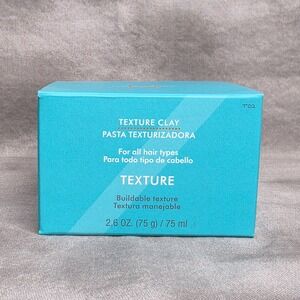 TEXTURE CLAY
PASTA TEXTURIZADORA
For all hair types
Para todo tipo de cabello
TEXTURE
Buildable texture
Textura manejable
2,6 OZ. (75 g) / 75 ml